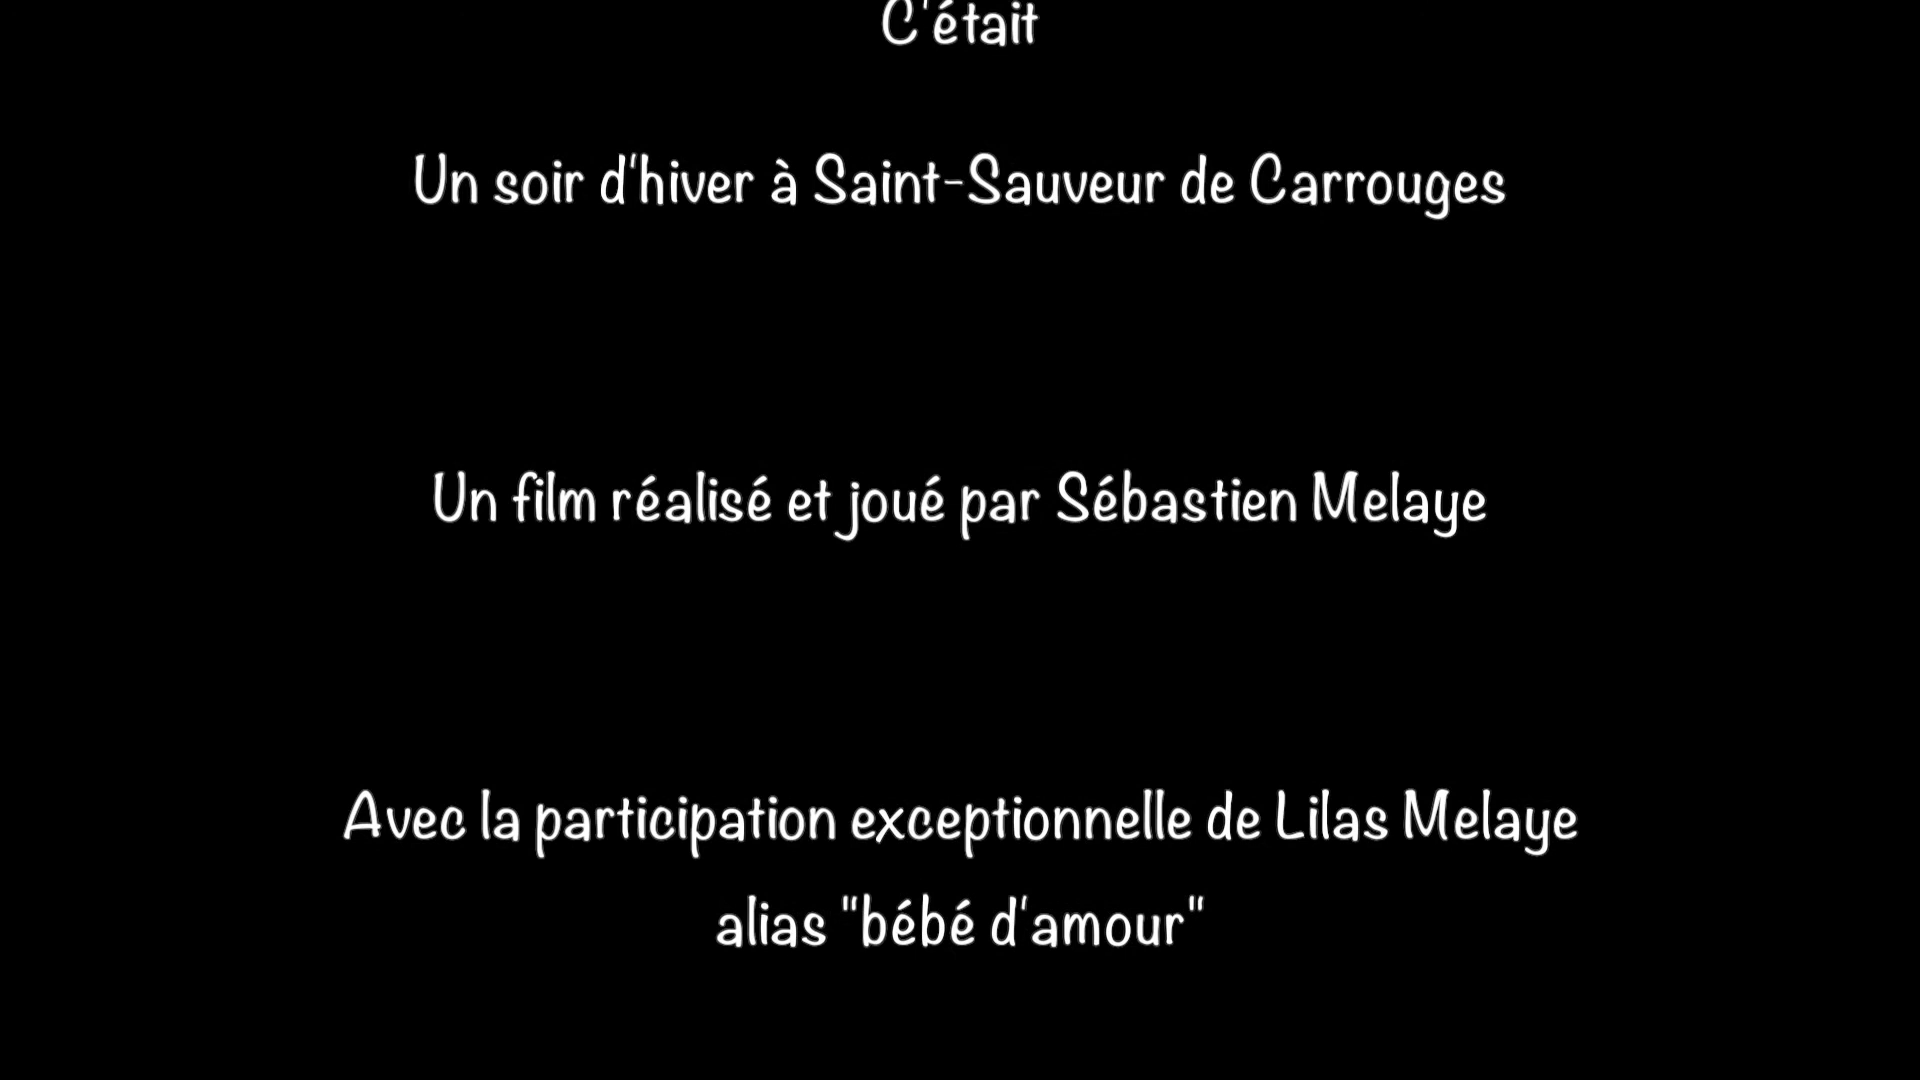 C'était
Un soir d'hiver à Saint-Sauveur de Carrouges
Un film réalisé et joué par Sébastien Melaye
Avec la participation exceptionnelle de Lilas Melaye
alias "bébé d'amour"